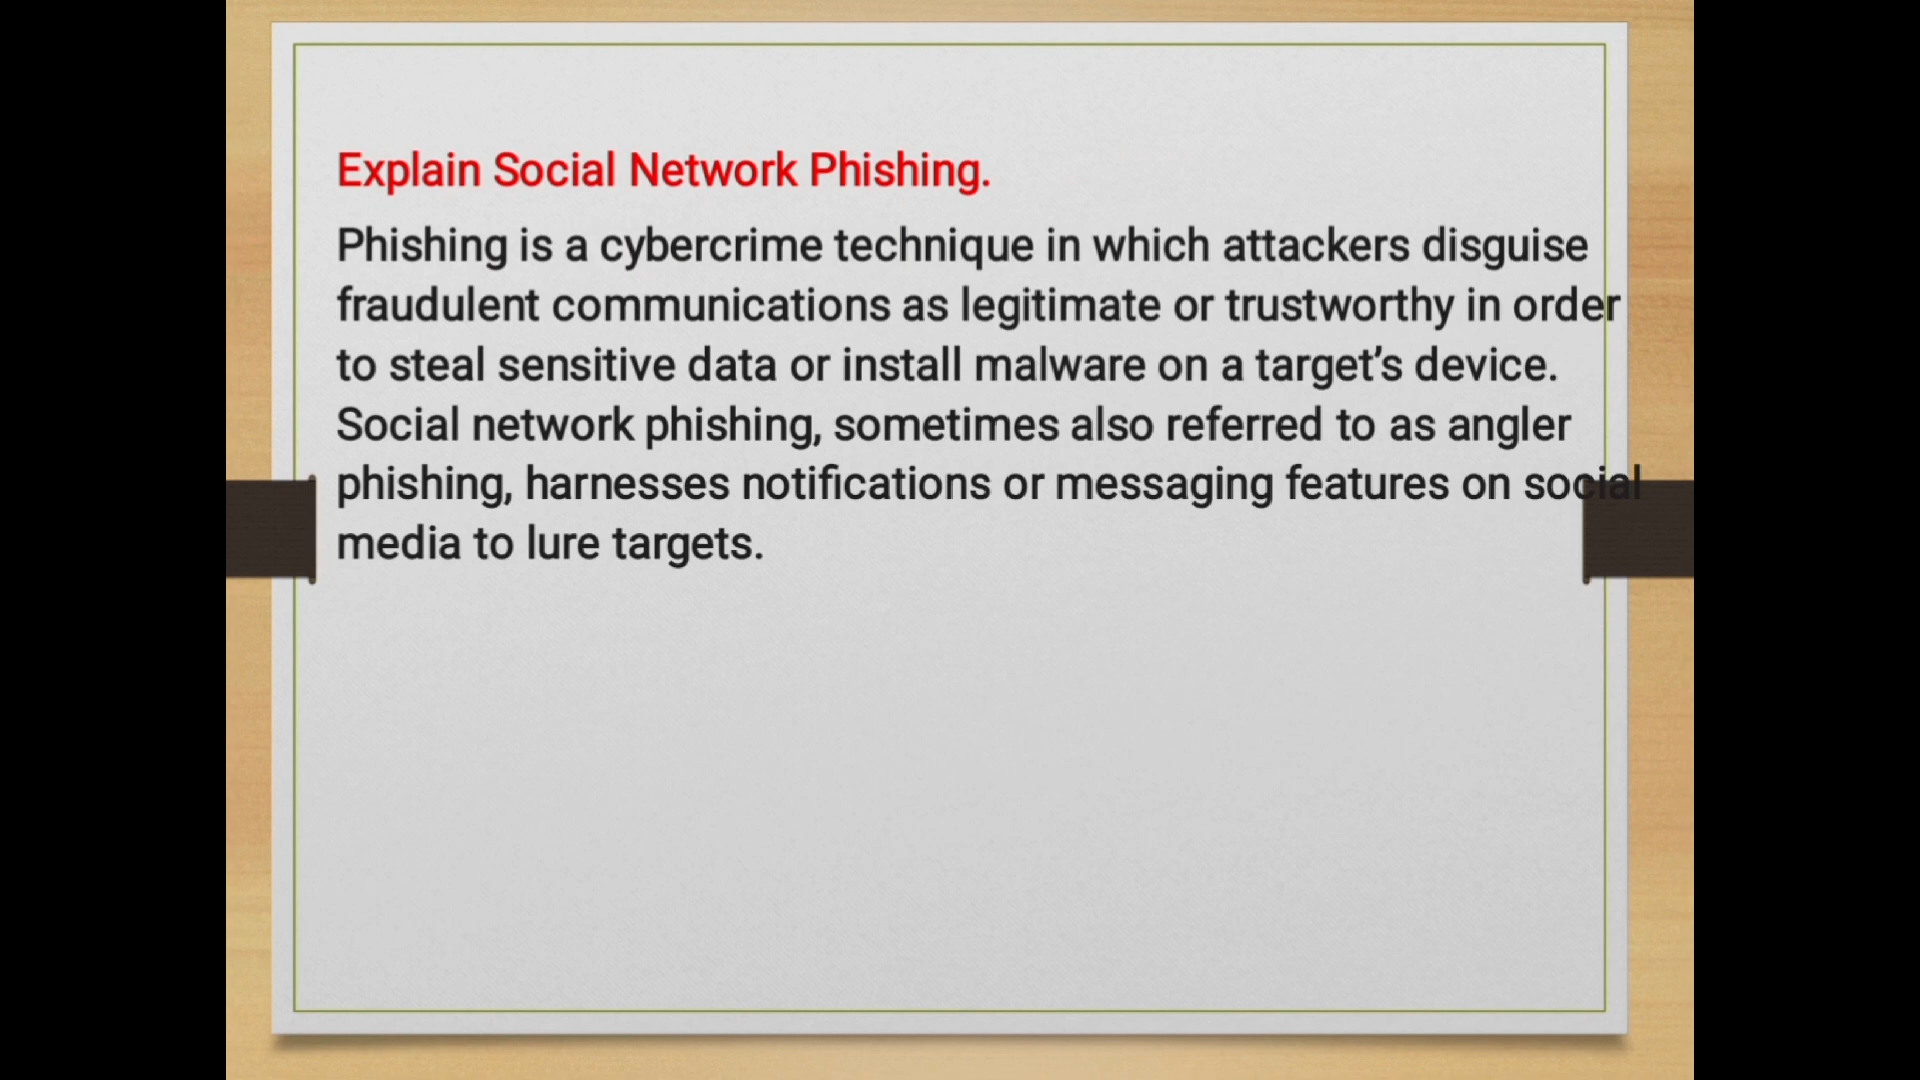 Explain Social Network Phishing.
Phishing is a cybercrime technique in which attackers disguise
fraudulent communications as legitimate or trustworthy in order
to steal sensitive data or install malware on a target’s device.
Social network phishing, sometimes also referred to as angler
phishing, harnesses notifications or messaging features on social
media to lure targets.